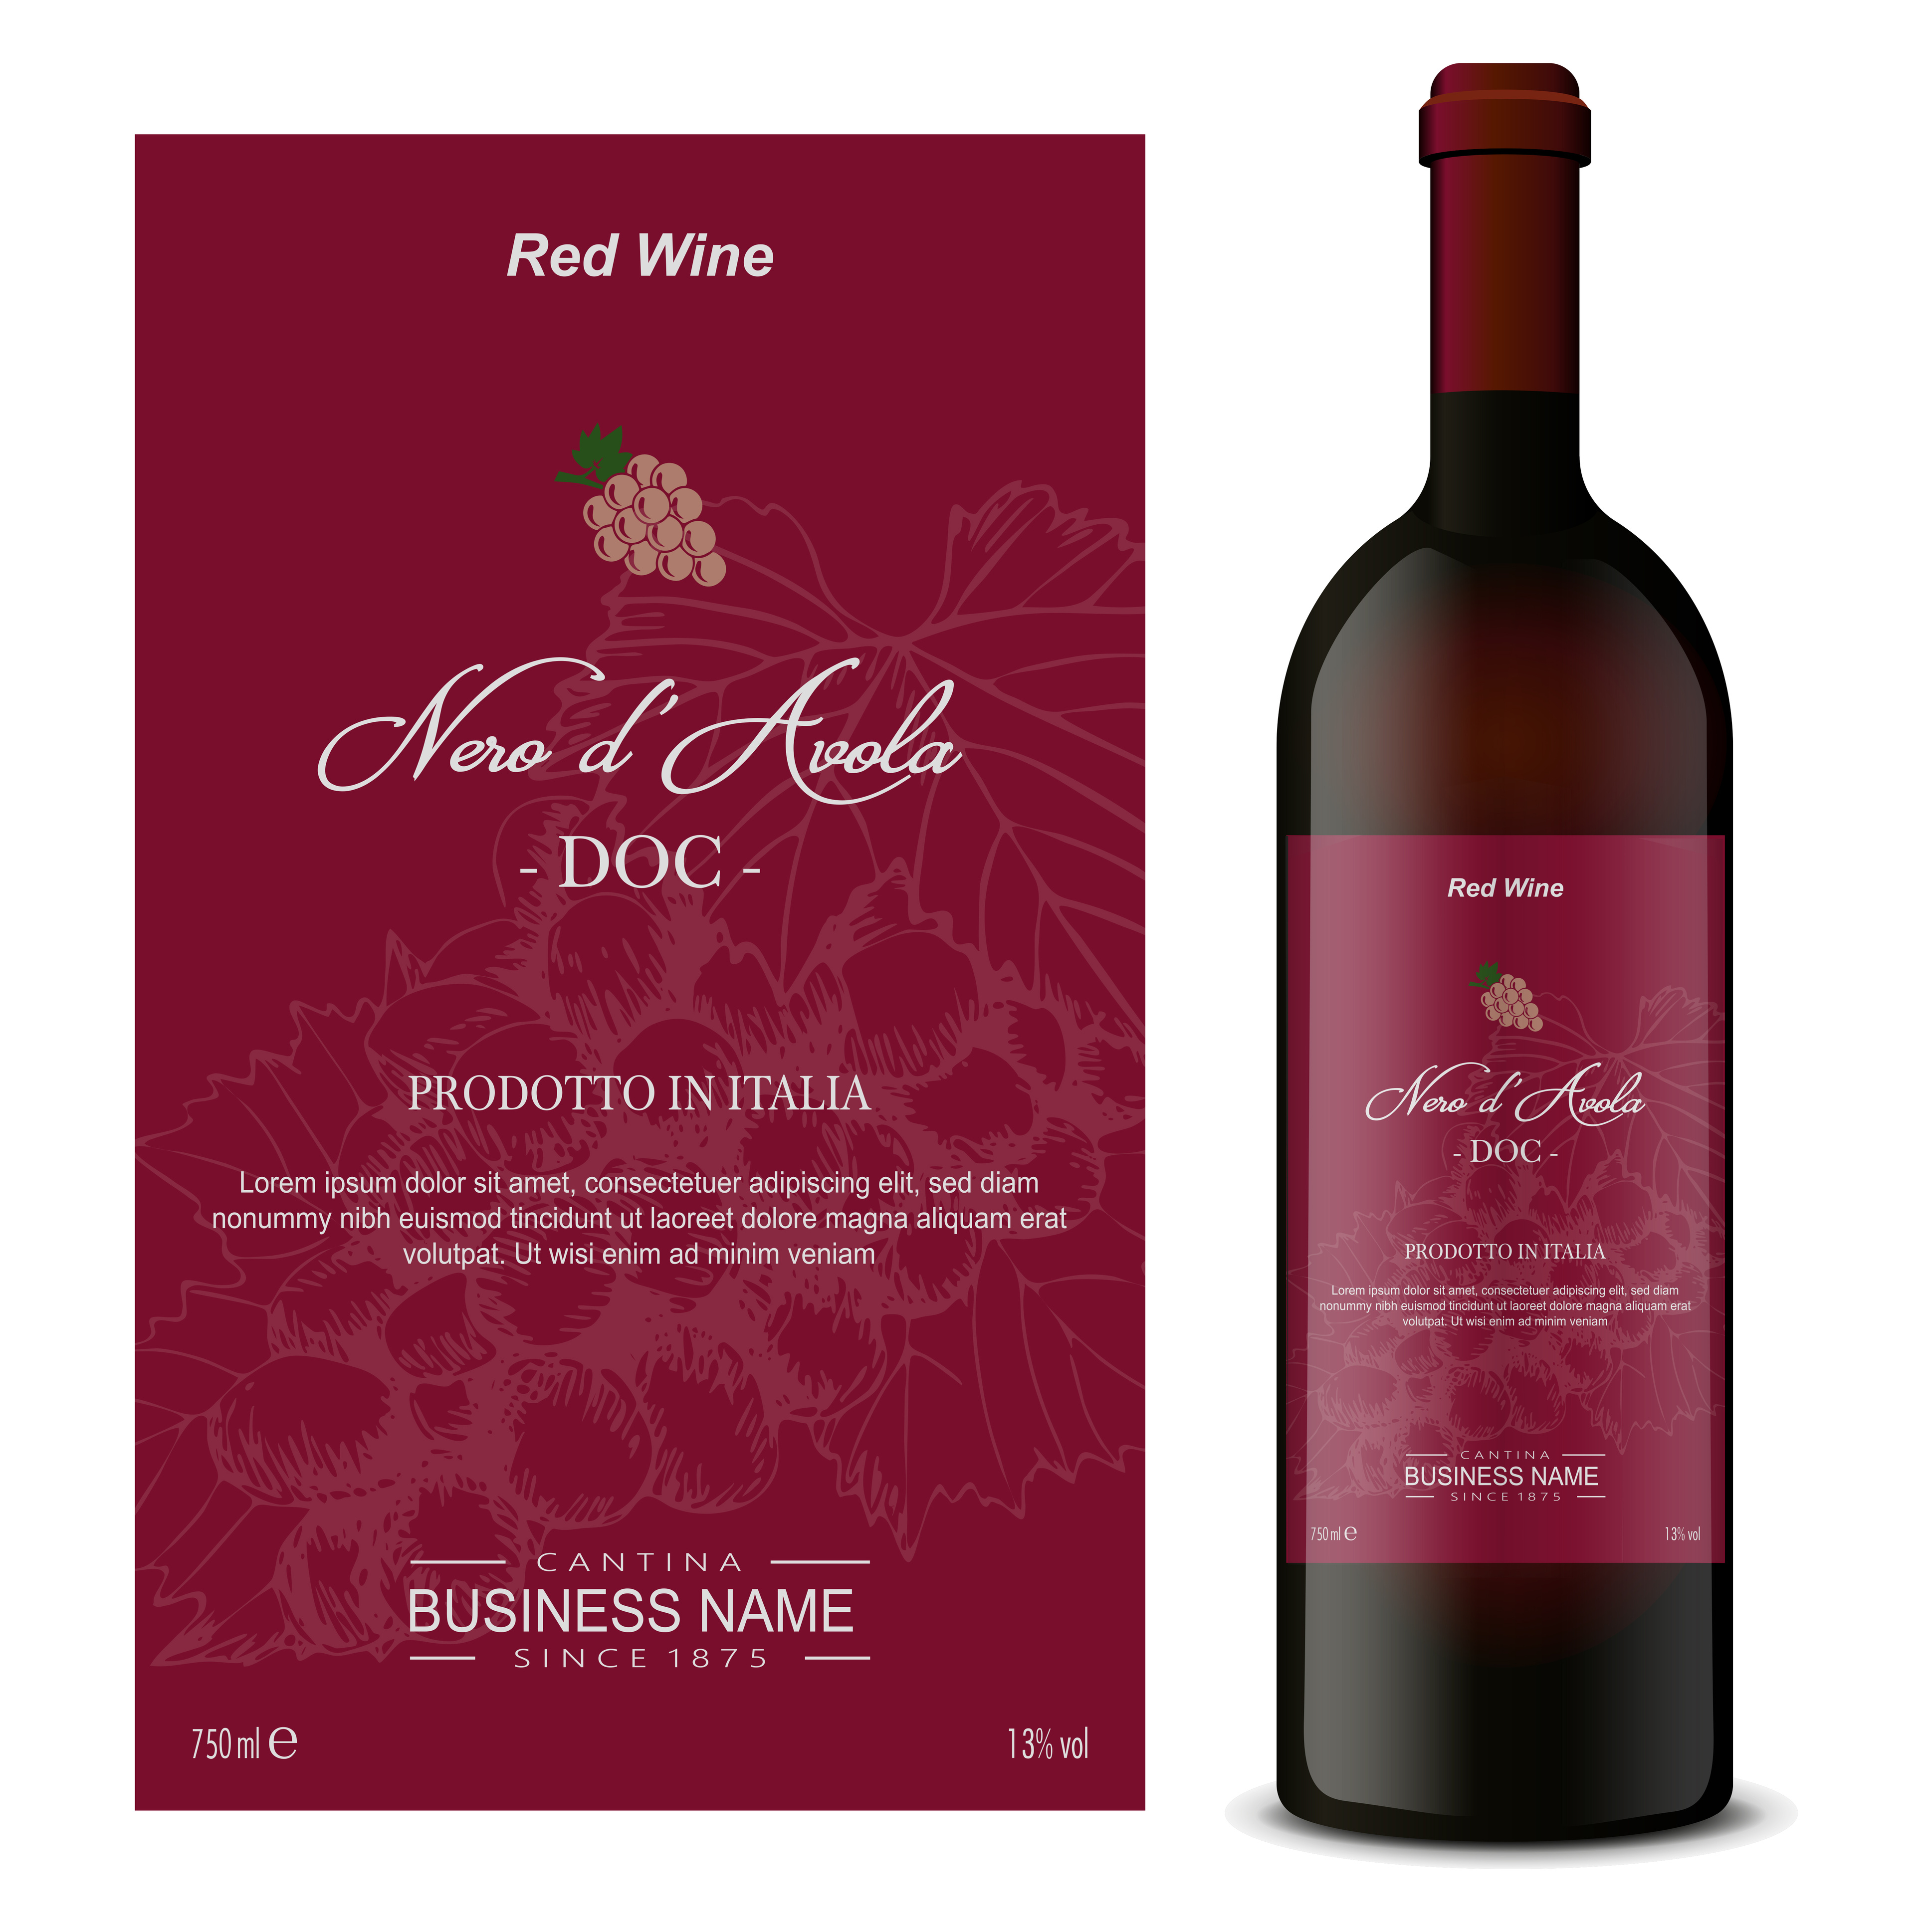 Red Wine
Nero d'Avola
- DOC -
PRODOTTO IN ITALIA
Lorem ipsum dolor sit amet, consectetuer adipiscing elit, sed diam
nonummy nibh euismod tincidunt ut laoreet dolore magna aliquam erat
volutpat. Ut wisi enim ad minim veniam
CANTINA
BUSINESS NAME
SINCE 1875
750 ml ℮
13% vol
Red Wine
Nero d'Avola
- DOC -
PRODOTTO IN ITALIA
Lorem ipsum dolor sit amet, consectetuer adipiscing elit, sed diam
nonummy nibh euismod tincidunt ut laoreet dolore magna aliquam erat
volutpat. Ut wisi enim ad minim veniam
CANTINA
BUSINESS NAME
SINCE 1875
750 ml ℮
13% vol